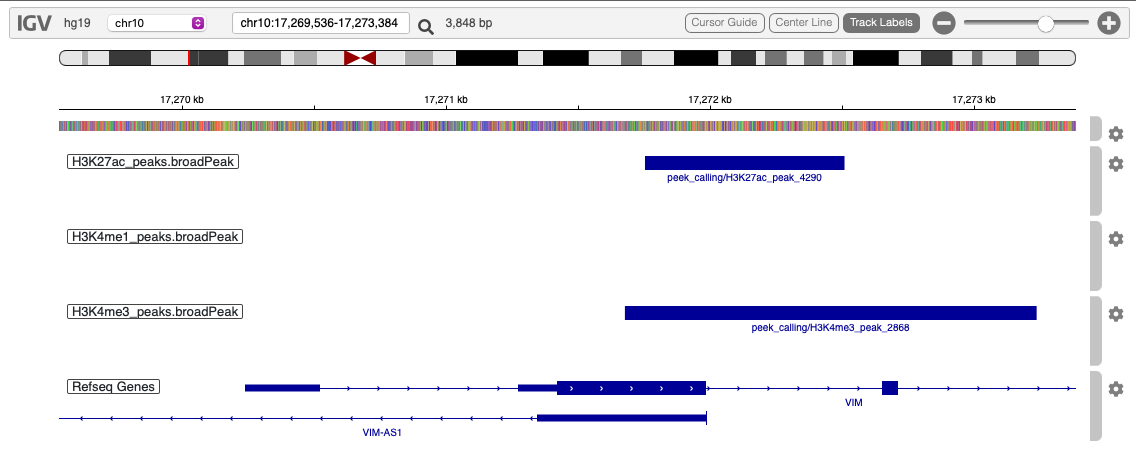 IGV hg19 chr10 chr10:17,269,536-17,273,384 3,848 bp Cursor Guide Center Line Track Labels
17,270 kb 17,271 kb 17,272 kb 17,273 kb
H3K27ac_peaks.broadPeak
peek_calling/H3K27ac_peak_4290
H3K4me1_peaks.broadPeak
H3K4me3_peaks.broadPeak
peek_calling/H3K4me3_peak_2868
Refseq Genes
VIM
VIM-AS1